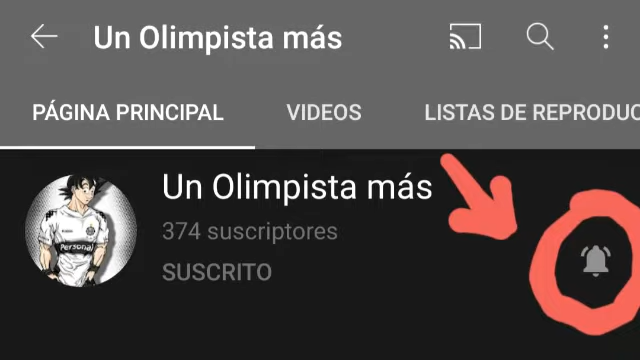 Un Olimpista más
PÁGINA PRINCIPAL VIDEOS LISTAS DE REPRODUC
Un Olimpista más
374 suscriptores
SUSCRITO
Personal